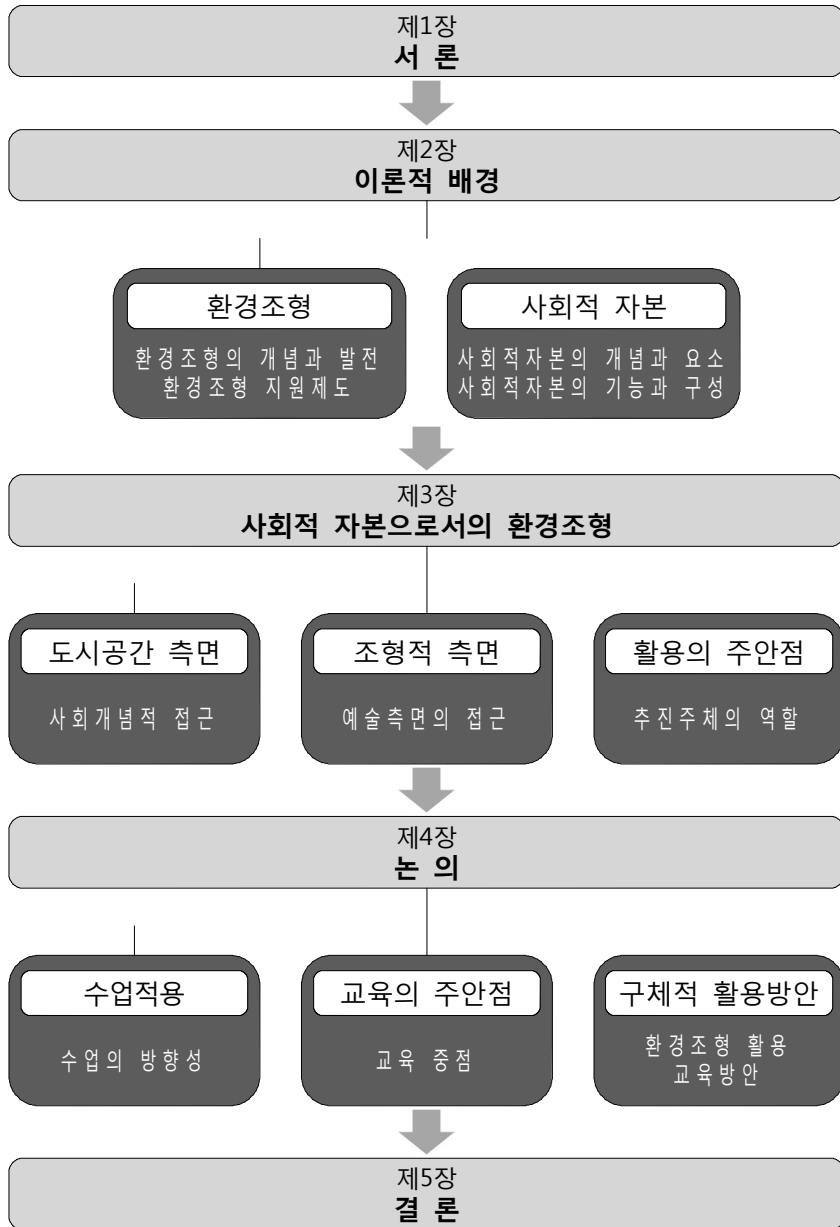 제1장
서 론
제2장
이론적 배경
환경조형
환경조형의 개념과 발전
환경조형 지원제도
사회적 자본
사회적자본의 개념과 요소
사회적자본의 기능과 구성
제3장
사회적 자본으로서의 환경조형
도시공간 측면
사회개념적 접근
조형적 측면
예술측면의 접근
활용의 주안점
추진주체의 역할
제4장
논 의
수업적용
수업의 방향성
교육의 주안점
교육 중점
구체적 활용방안
환경조형 활용
교육방안
제5장
결 론